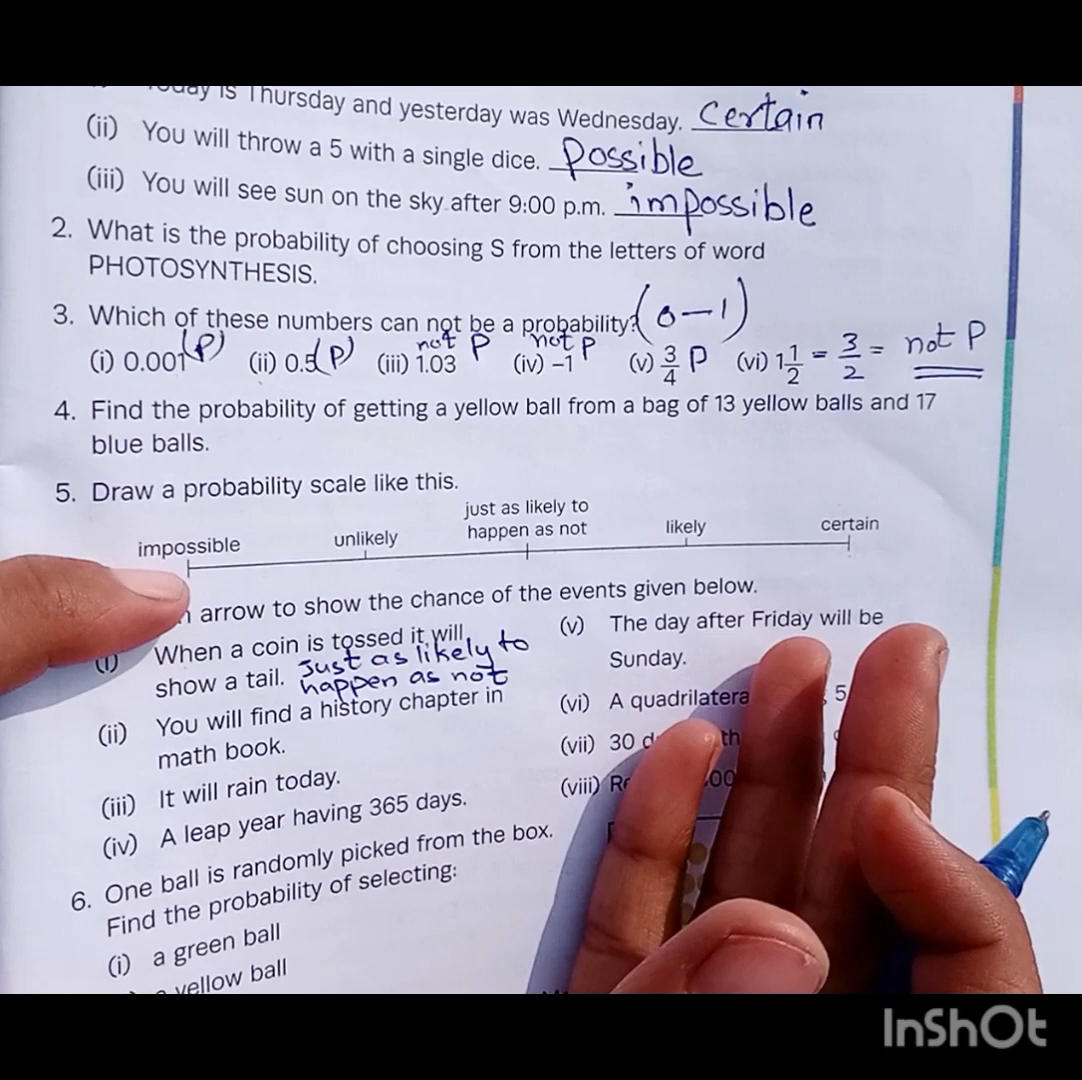 Today is Thursday and yesterday was Wednesday. certain
(ii) You will throw a 5 with a single dice. possible
(iii) You will see sun on the sky after 9:00 p.m. impossible
2. What is the probability of choosing S from the letters of word
PHOTOSYNTHESIS.
3. Which of these numbers can not be a probability? (0-1)
(i) 0.001 (P) (ii) 0.5 (P) (iii) 1.03 not P (iv) -1 not P (v) 3/4 P (vi) 1 1/2 = 3/2 = not P
4. Find the probability of getting a yellow ball from a bag of 13 yellow balls and 17
blue balls.
5. Draw a probability scale like this.
impossible unlikely just as likely to happen as not likely certain
arrow to show the chance of the events given below.
(i) When a coin is tossed it will
show a tail. Just as likely to
happen as not
(ii) You will find a history chapter in
math book.
(iii) It will rain today.
(iv) A leap year having 365 days.
(v) The day after Friday will be
Sunday.
(vi) A quadrilatera 5
(vii) 30 d th
(viii) R 00
6. One ball is randomly picked from the box.
Find the probability of selecting:
(i) a green ball
yellow ball
InShOt